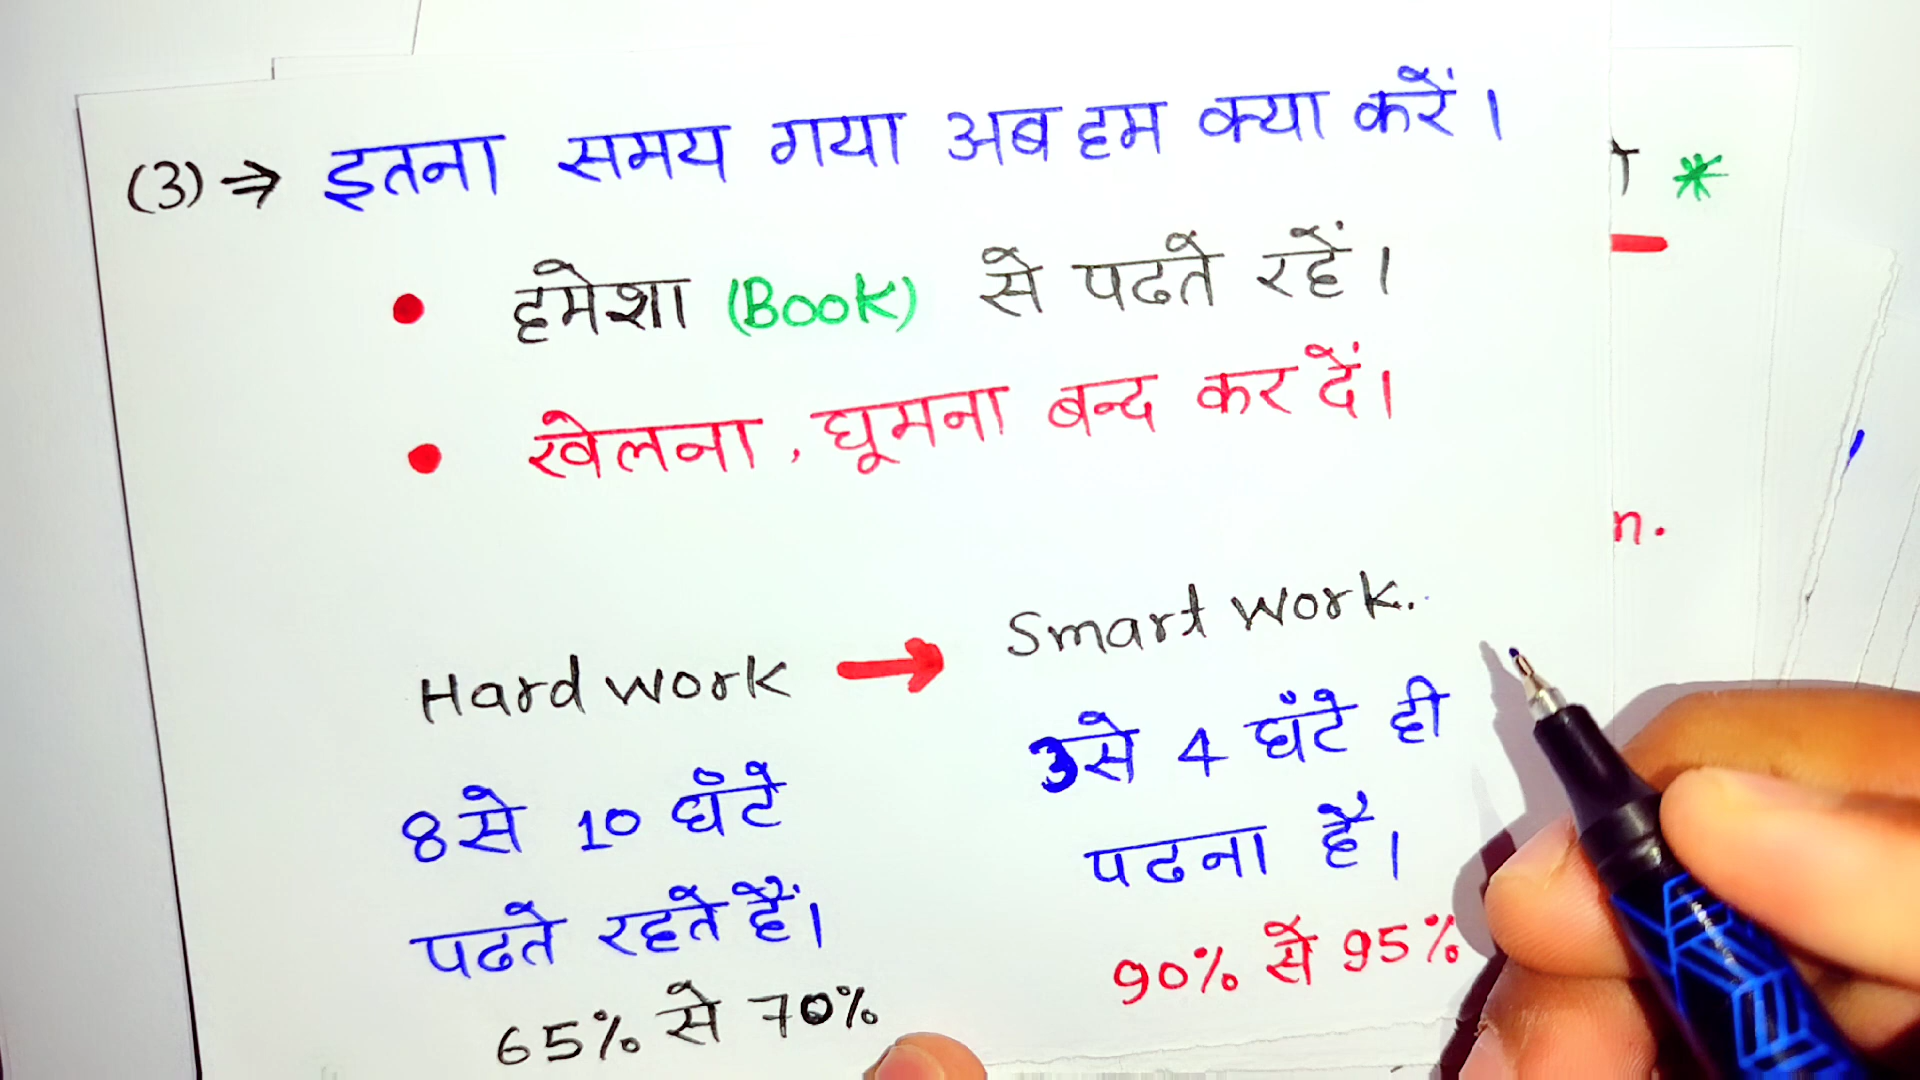 (3) ⇒ इतना समय गया अब हम क्या करें।
• हमेशा (Book) से पढते रहें।
• खेलना, घूमना बन्द कर दें।
Hard work → Smart work.
8 से 10 घँटे
पढते रहते हैं।
65% से 70%
3 से 4 घँटे ही
पढना है।
90% से 95%
*
n.